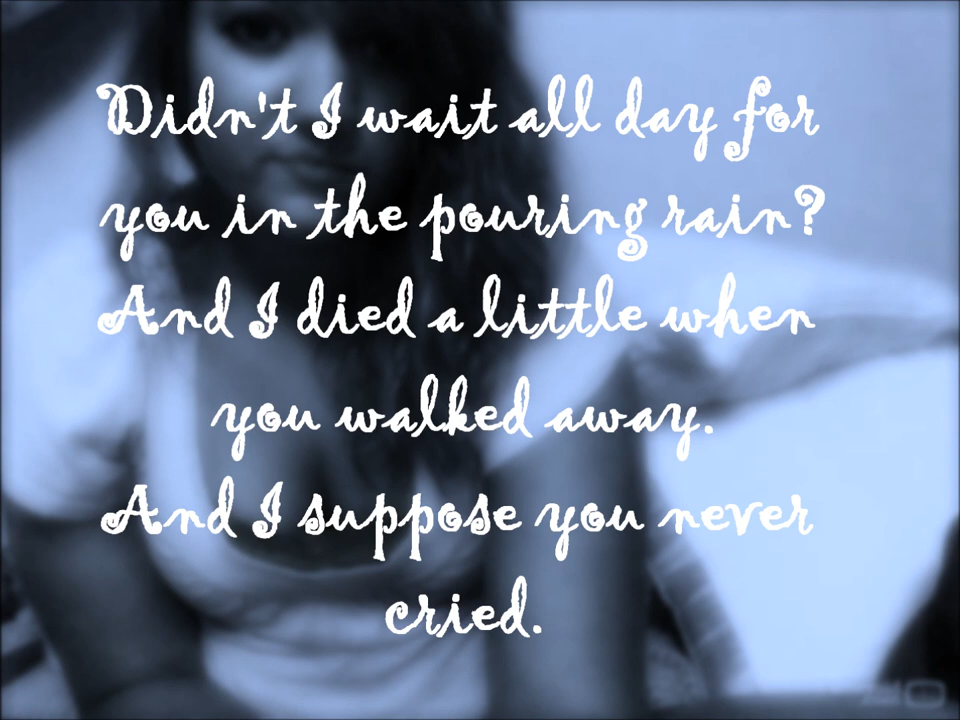 Didn't I wait all day for
you in the pouring rain?
And I died a little when
you walked away.
And I suppose you never
cried.